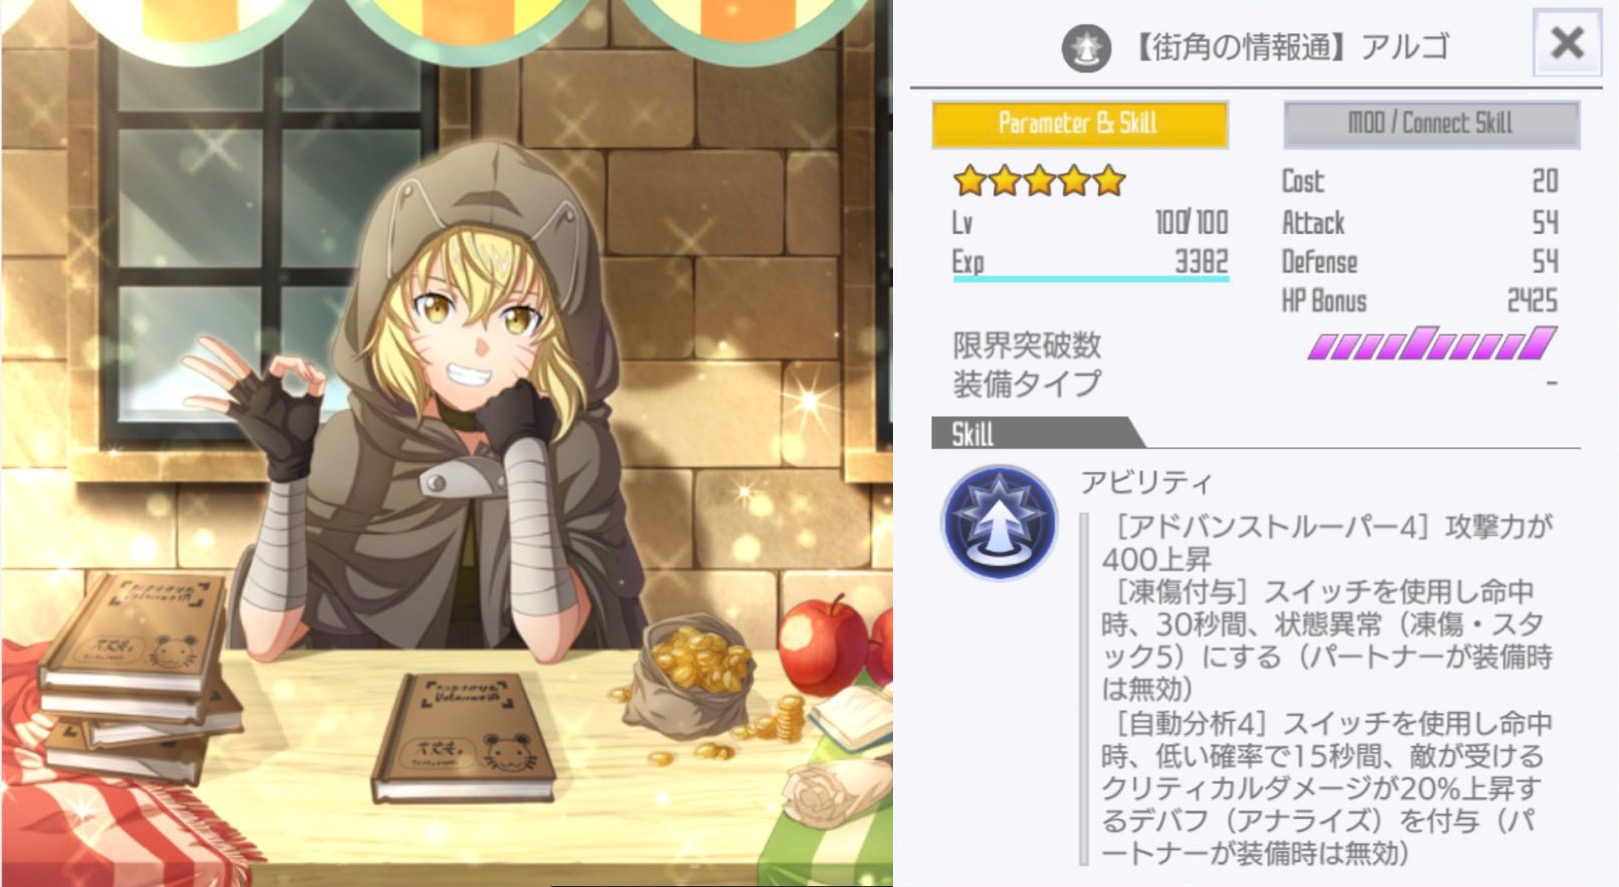 【街角の情報通】アルゴ
Parameter & Skill
MOD / Connect Skill
Cost 20
Lv 100/100
Attack 54
Exp 3382
Defense 54
HP Bonus 2425
限界突破数
装備タイプ -
Skill
アビリティ
［アドバンストルーパー4］攻撃力が
400上昇
［凍傷付与］スイッチを使用し命中
時、30秒間、状態異常（凍傷・スタ
ック5）にする（パートナーが装備時
は無効）
［自動分析4］スイッチを使用し命中
時、低い確率で15秒間、敵が受ける
クリティカルダメージが20%上昇す
るデバフ（アナライズ）を付与（パ
ートナーが装備時は無効）
大丈夫。